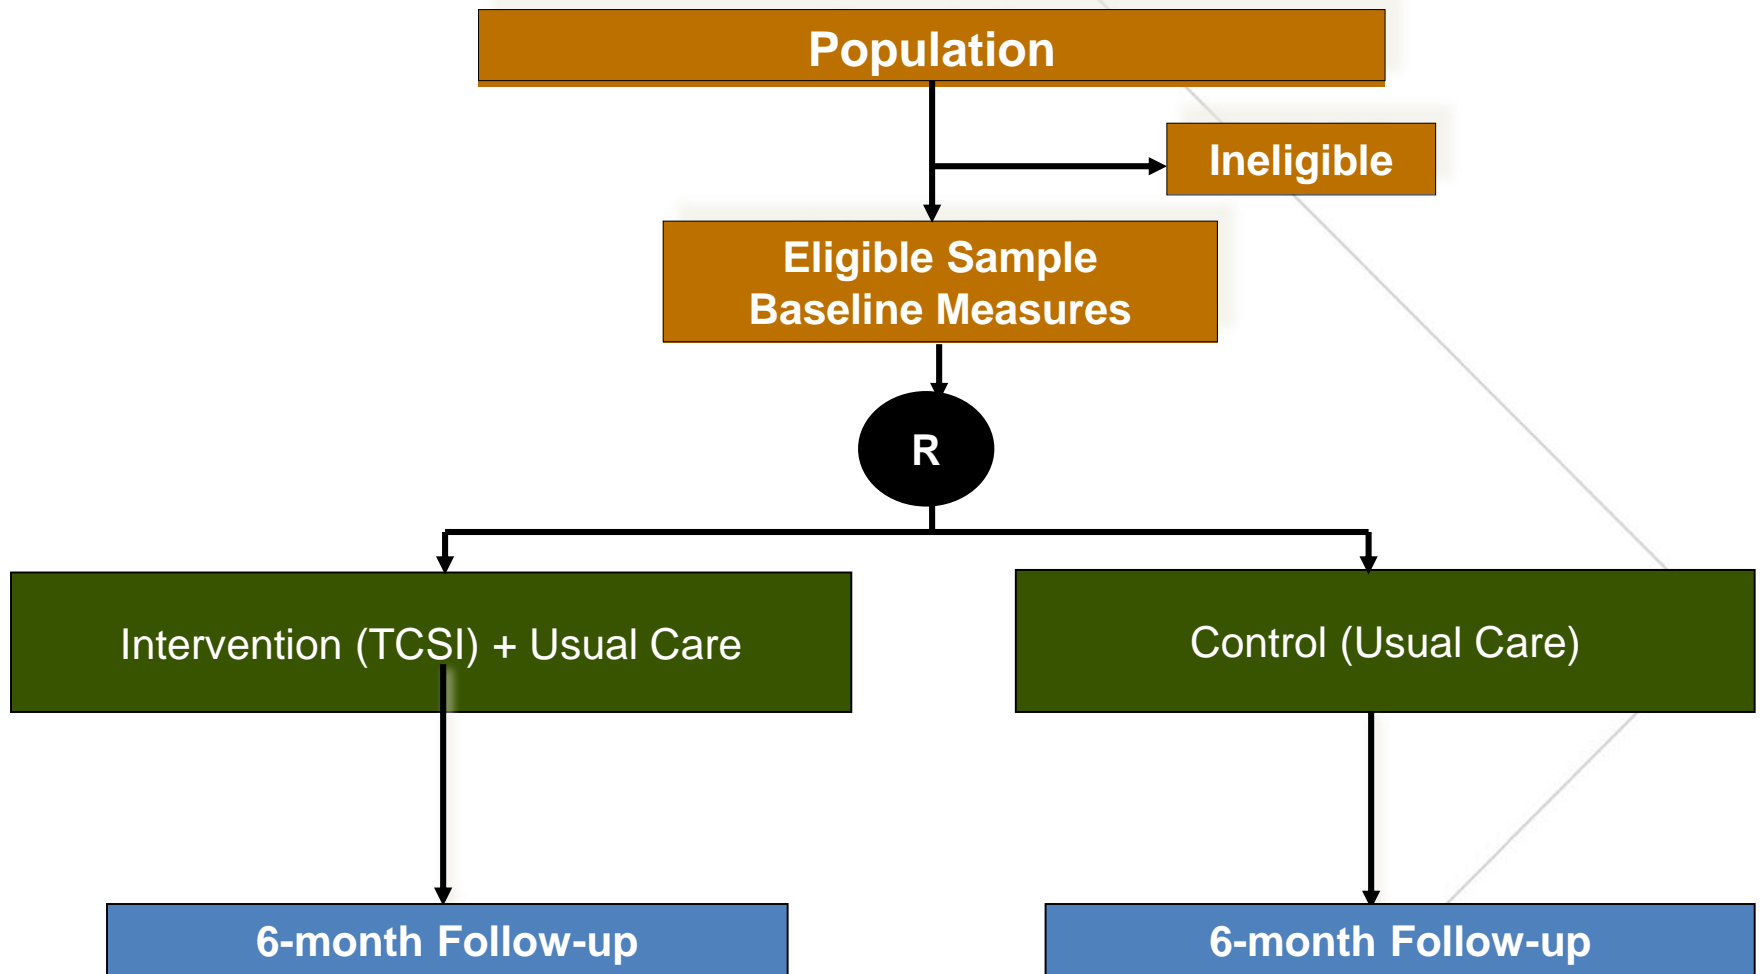 Population
Ineligible
Eligible Sample
Baseline Measures
R
Intervention (TCSI) + Usual Care
Control (Usual Care)
6-month Follow-up
6-month Follow-up